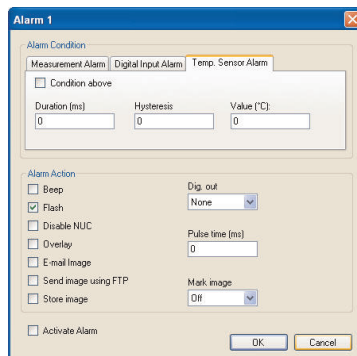 Alarm 1
Alarm Condition
Measurement Alarm Digital Input Alarm Temp. Sensor Alarm
Condition above
Duration (ms) Hysteresis Value (°C):
0 0 0
Alarm Action
Beep
Flash
Disable NUC
Overlay
E-mail Image
Send image using FTP
Store image
Dig. out
None
Pulse time (ms)
0
Mark image
Off
Activate Alarm
OK Cancel